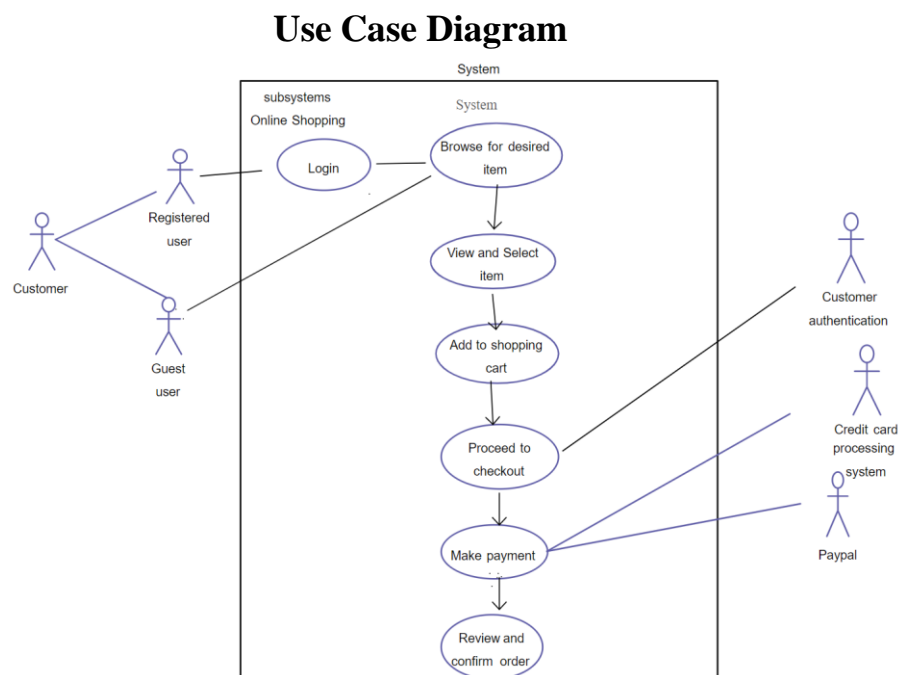 Use Case Diagram
System
subsystems
Online Shopping
System
Browse for desired
item
Login
Registered
user
Customer
View and Select
item
Guest
user
Add to shopping
cart
Customer
authentication
Proceed to
checkout
Credit card
processing
system
Make payment
Paypal
Review and
confirm order